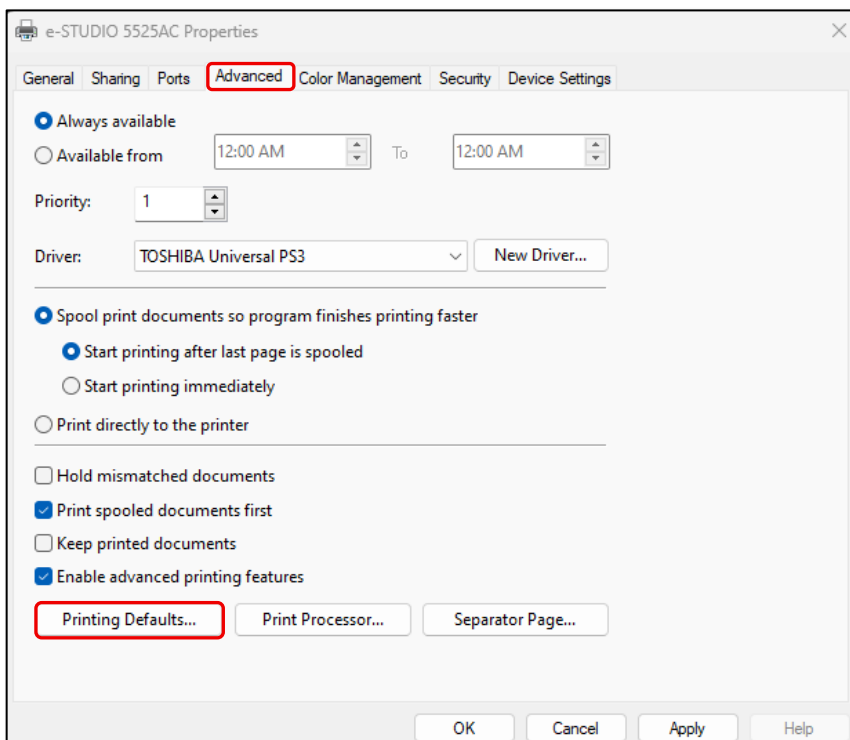 e-STUDIO 5525AC Properties
General Sharing Ports Advanced Color Management Security Device Settings
Always available
Available from 12:00 AM To 12:00 AM
Priority: 1
Driver: TOSHIBA Universal PS3 New Driver...
Spool print documents so program finishes printing faster
Start printing after last page is spooled
Start printing immediately
Print directly to the printer
Hold mismatched documents
Print spooled documents first
Keep printed documents
Enable advanced printing features
Printing Defaults... Print Processor... Separator Page...
OK Cancel Apply Help